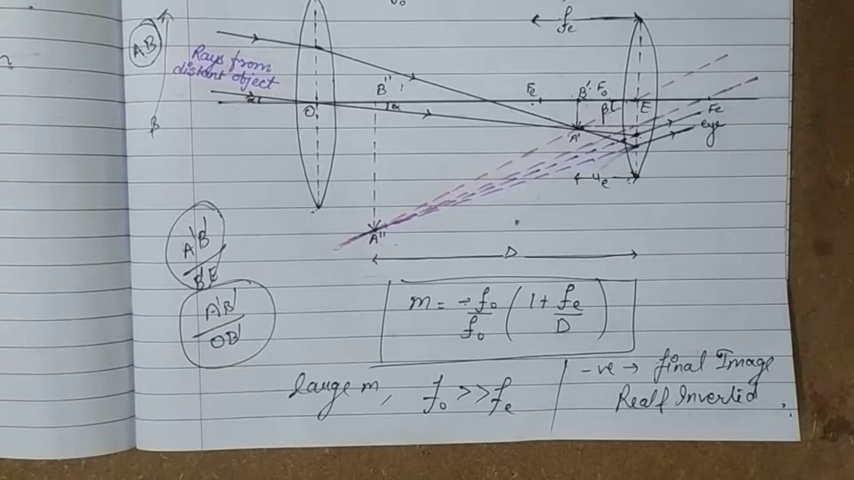 fe
AB
Rays from
distant object
B" Fe B' Fo E Fe
α O α β
A' eye
β
ue
A"
D
A'B'
B'E
A'B'
OB'
m = -fo/fo (1 + fe/D)
large m, fo >> fe
-ve → final Image
Real & Inverted